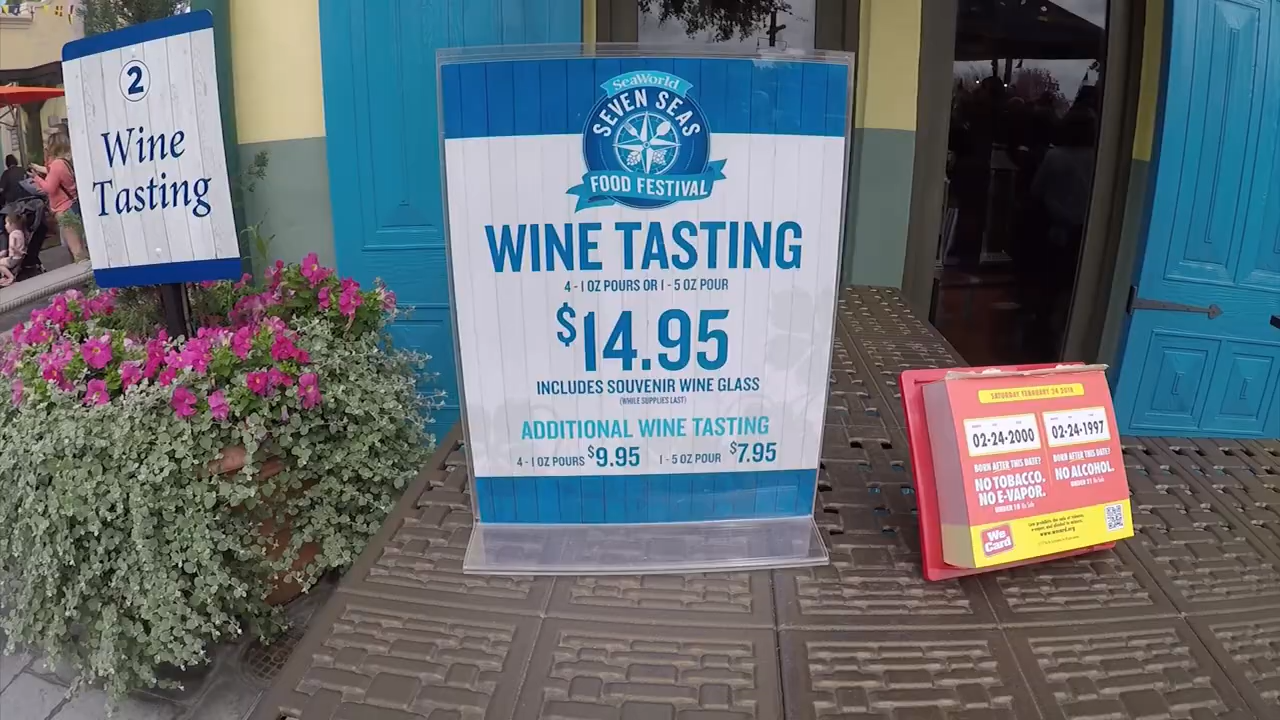 2
Wine
Tasting
SeaWorld
SEVEN SEAS
FOOD FESTIVAL
WINE TASTING
4 - 1 OZ POURS OR 1 - 5 OZ POUR
$14.95
INCLUDES SOUVENIR WINE GLASS
(WHILE SUPPLIES LAST)
ADDITIONAL WINE TASTING
4 - 1 OZ POURS $9.95 1 - 5 OZ POUR $7.95
SATURDAY FEBRUARY 24 2018
02-24-2000
BORN AFTER THIS DATE?
NO TOBACCO.
NO E-VAPOR.
UNDER 18 No Sale
02-24-1997
BORN AFTER THIS DATE?
NO ALCOHOL.
UNDER 21 No Sale
We
Card
www.wecard.org